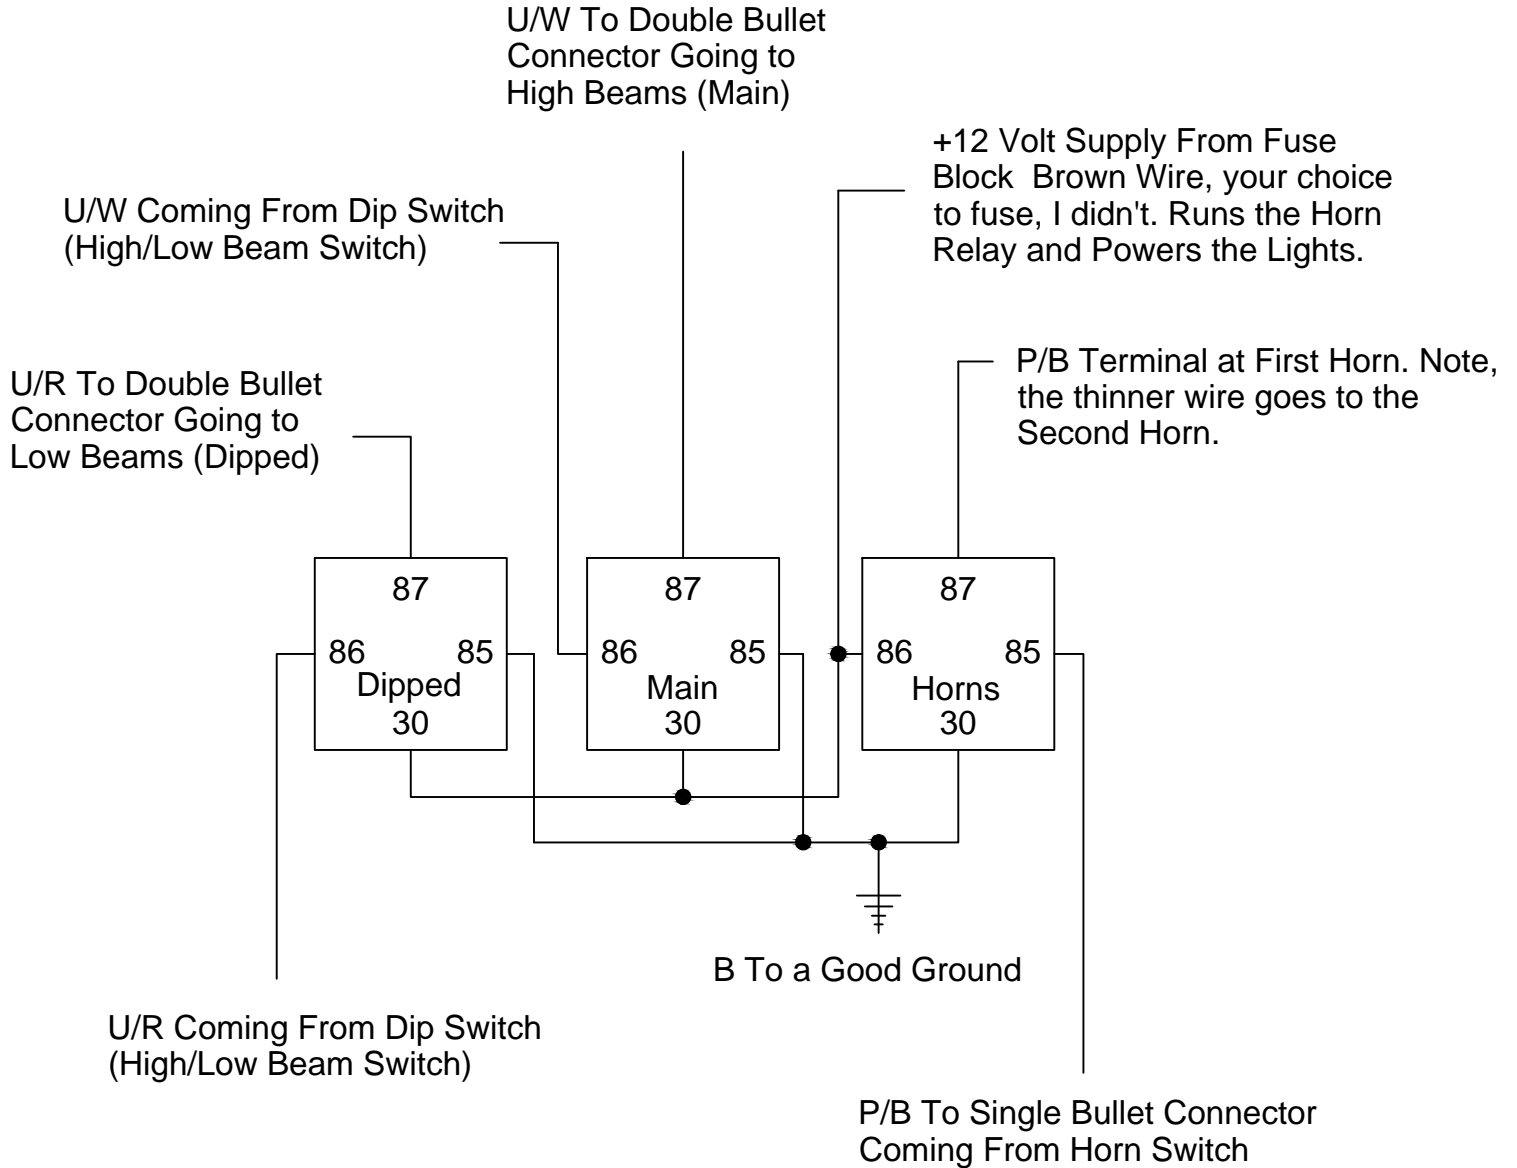 U/W To Double Bullet
Connector Going to
High Beams (Main)
+12 Volt Supply From Fuse
Block  Brown Wire, your choice
to fuse, I didn't. Runs the Horn
Relay and Powers the Lights.
U/W Coming From Dip Switch
(High/Low Beam Switch)
P/B Terminal at First Horn. Note,
the thinner wire goes to the
Second Horn.
U/R To Double Bullet
Connector Going to
Low Beams (Dipped)
87
86 85
Dipped
30
87
86 85
Main
30
87
86 85
Horns
30
B To a Good Ground
U/R Coming From Dip Switch
(High/Low Beam Switch)
P/B To Single Bullet Connector
Coming From Horn Switch